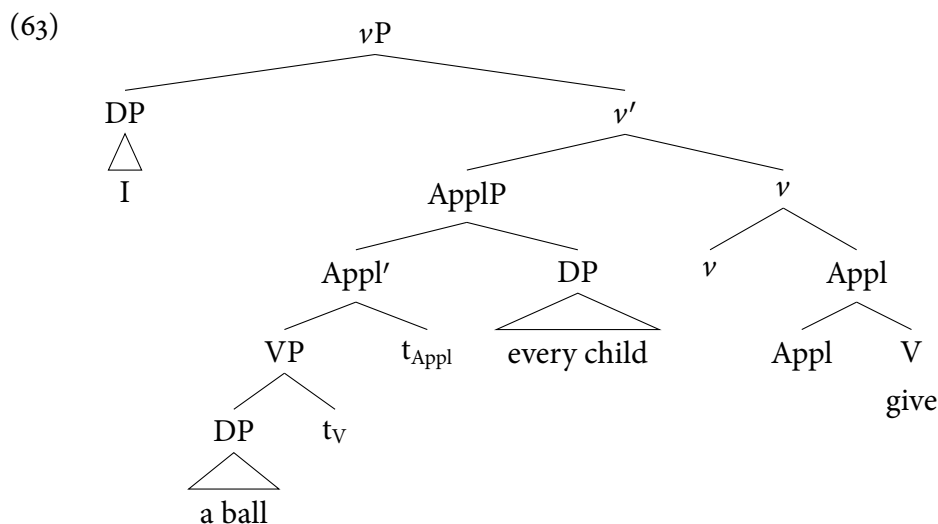 (63)
vP
DP v′
I ApplP v
Appl′ DP v Appl
VP t_Appl every child Appl V
give
DP t_V
a ball